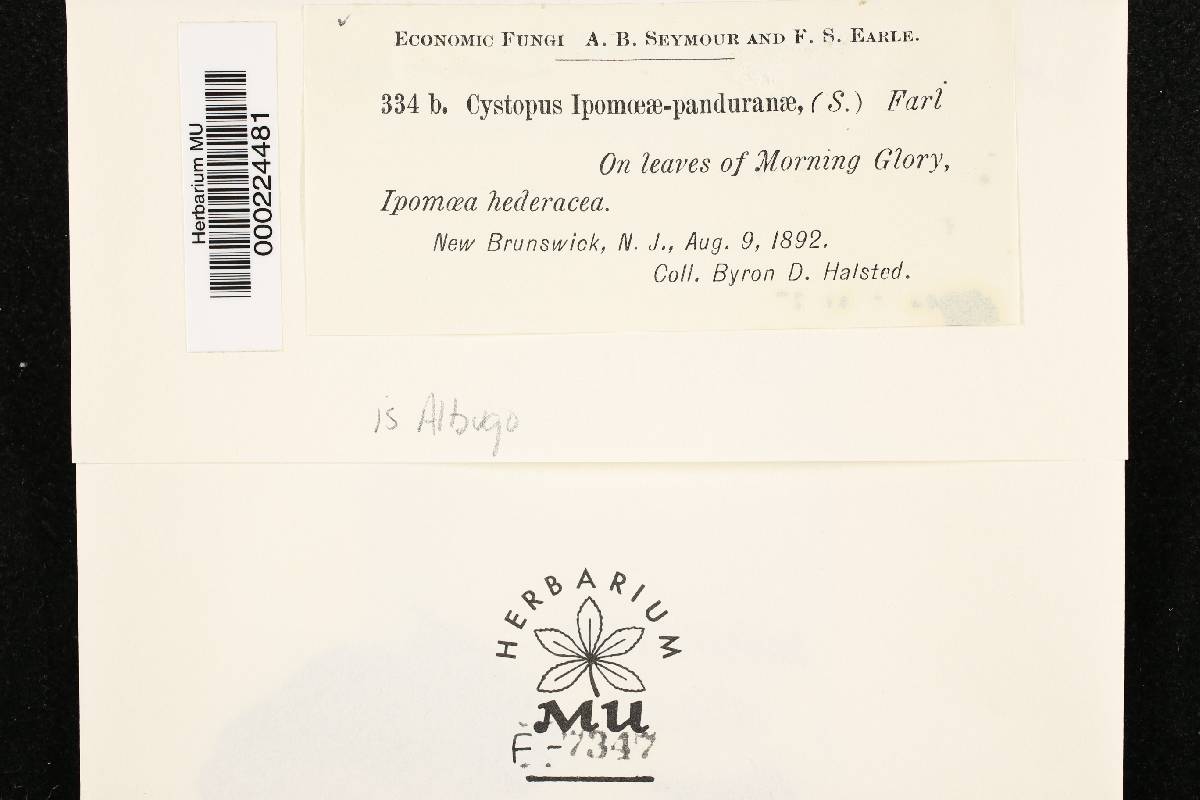 ECONOMIC FUNGI A. B. SEYMOUR AND F. S. EARLE.
334 b. Cystopus Ipomœæ-panduranæ, (S.) Farl
On leaves of Morning Glory,
Ipomœa hederacea.
New Brunswick, N. J., Aug. 9, 1892.
Coll. Byron D. Halsted.
Herbarium MU
000224481
is Albugo
HERBARIUM
MU
F-7347